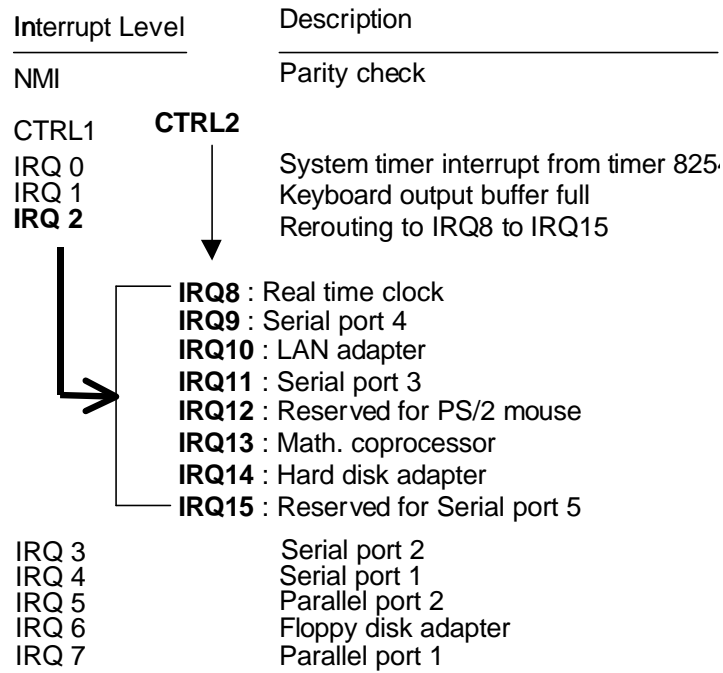 Interrupt Level Description
NMI Parity check
CTRL1 CTRL2
IRQ 0 System timer interrupt from timer 8254
IRQ 1 Keyboard output buffer full
IRQ 2 Rerouting to IRQ8 to IRQ15
IRQ8 : Real time clock
IRQ9 : Serial port 4
IRQ10 : LAN adapter
IRQ11 : Serial port 3
IRQ12 : Reserved for PS/2 mouse
IRQ13 : Math. coprocessor
IRQ14 : Hard disk adapter
IRQ15 : Reserved for Serial port 5
IRQ 3 Serial port 2
IRQ 4 Serial port 1
IRQ 5 Parallel port 2
IRQ 6 Floppy disk adapter
IRQ 7 Parallel port 1